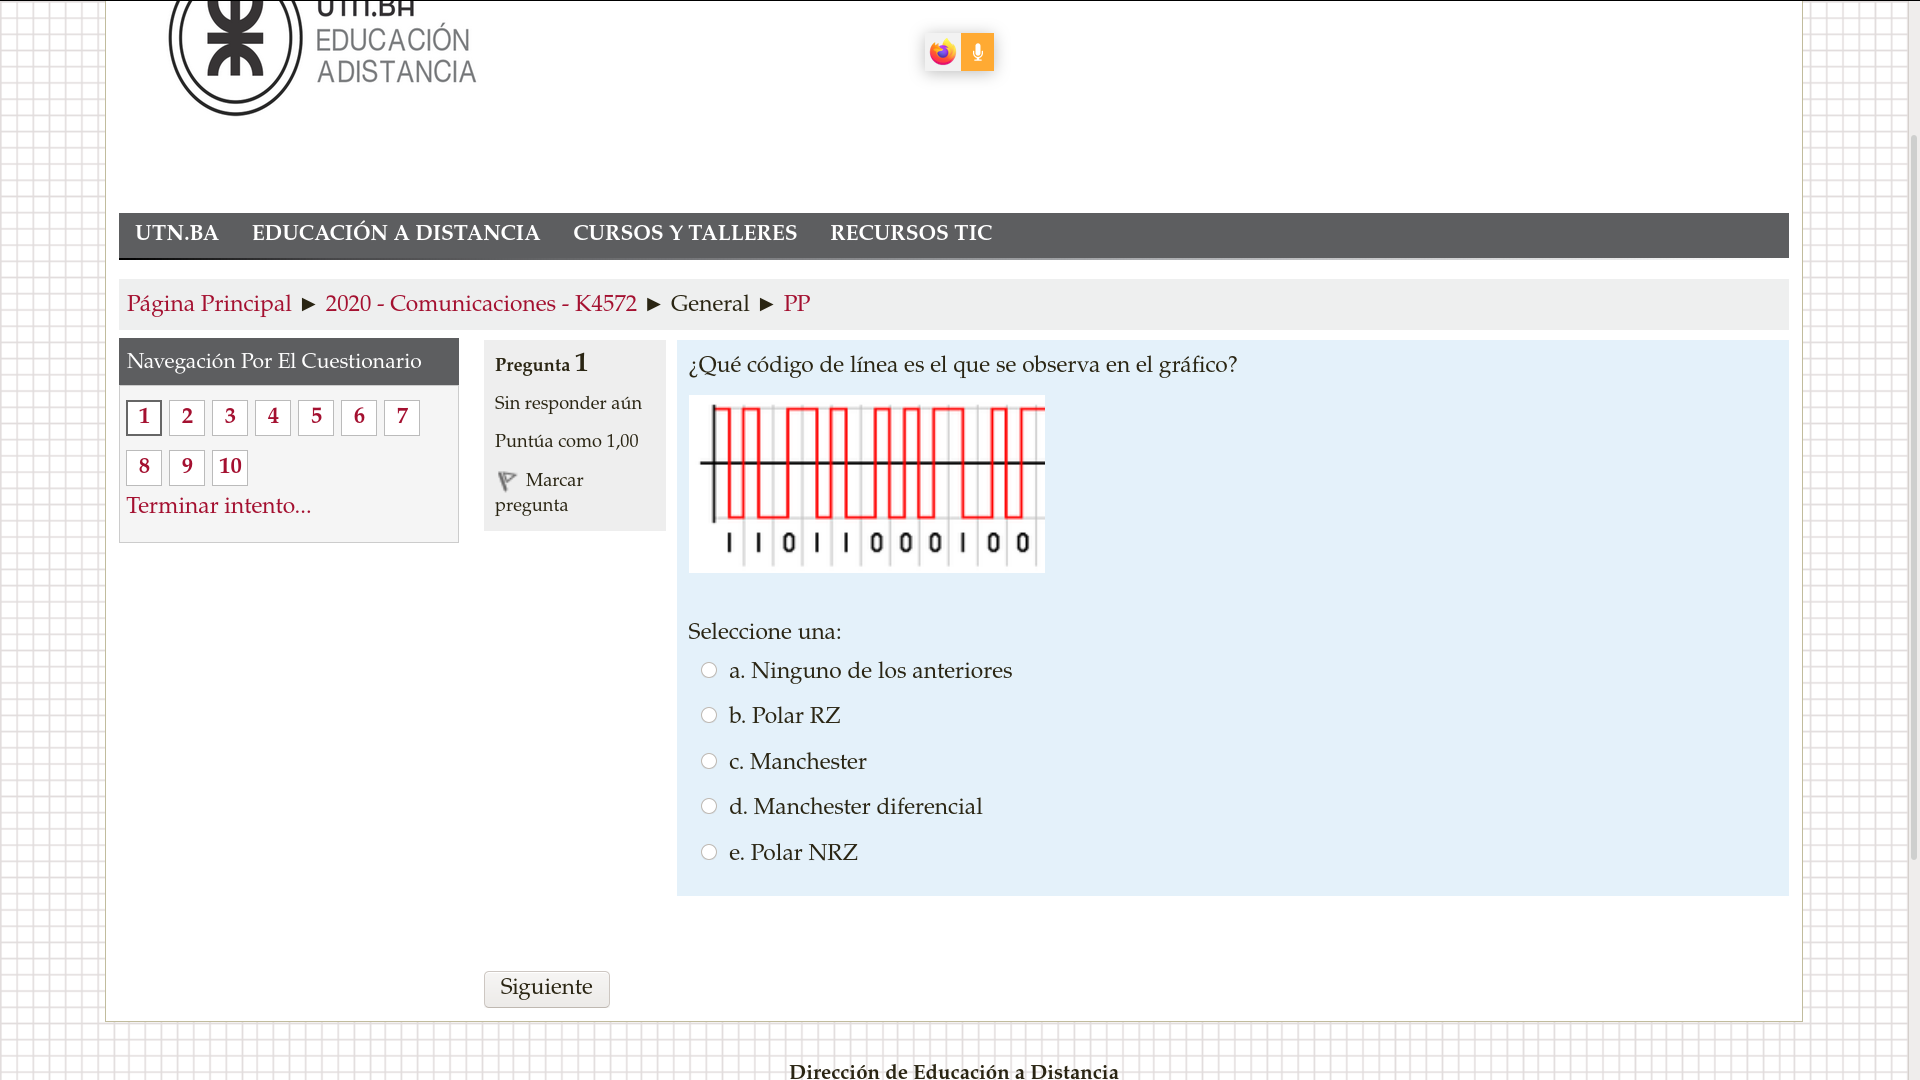 UTN.BA
EDUCACIÓN
A DISTANCIA
UTN.BA EDUCACIÓN A DISTANCIA CURSOS Y TALLERES RECURSOS TIC
Página Principal ► 2020 - Comunicaciones - K4572 ► General ► PP
Navegación Por El Cuestionario
1 2 3 4 5 6 7
8 9 10
Terminar intento...
Pregunta 1
Sin responder aún
Puntúa como 1,00
Marcar
pregunta
¿Qué código de línea es el que se observa en el gráfico?
1 1 0 1 1 0 0 0 1 0 0
Seleccione una:
a. Ninguno de los anteriores
b. Polar RZ
c. Manchester
d. Manchester diferencial
e. Polar NRZ
Siguiente
Dirección de Educación a Distancia